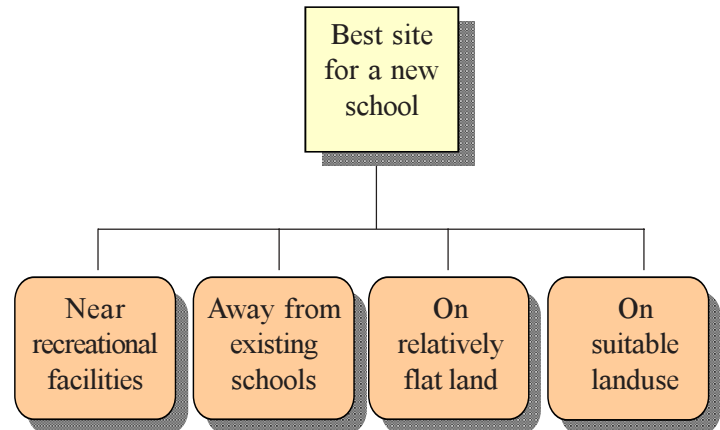 Best site
for a new
school
Near
recreational
facilities
Away from
existing
schools
On
relatively
flat land
On
suitable
landuse